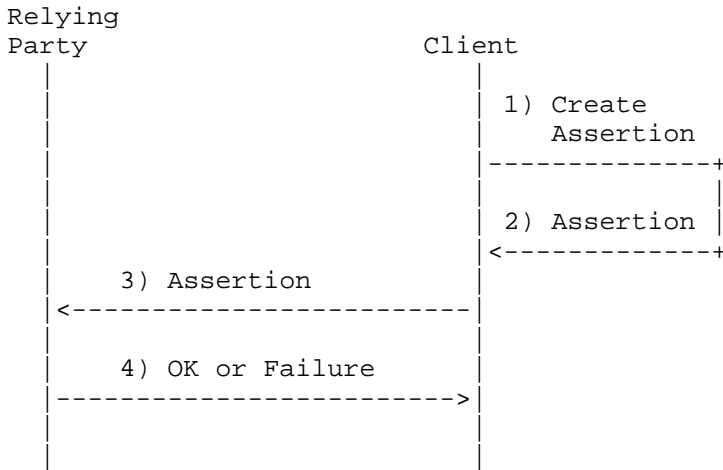 Relying
Party Client
1) Create
Assertion
2) Assertion
3) Assertion
4) OK or Failure